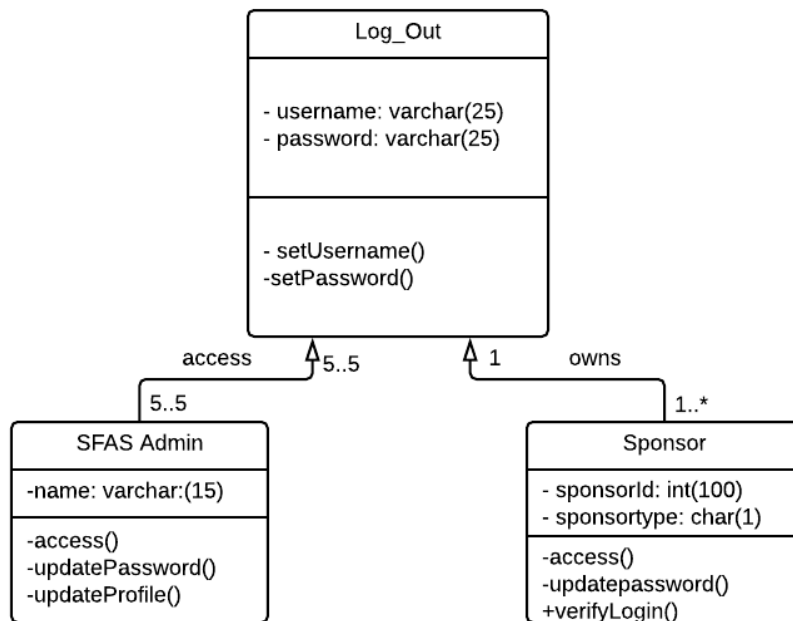 Log_Out
- username: varchar(25)
- password: varchar(25)
- setUsername()
-setPassword()
access
5..5
1
owns
5..5
1..*
SFAS Admin
-name: varchar:(15)
-access()
-updatePassword()
-updateProfile()
Sponsor
- sponsorId: int(100)
- sponsortype: char(1)
-access()
-updatepassword()
+verifyLogin()